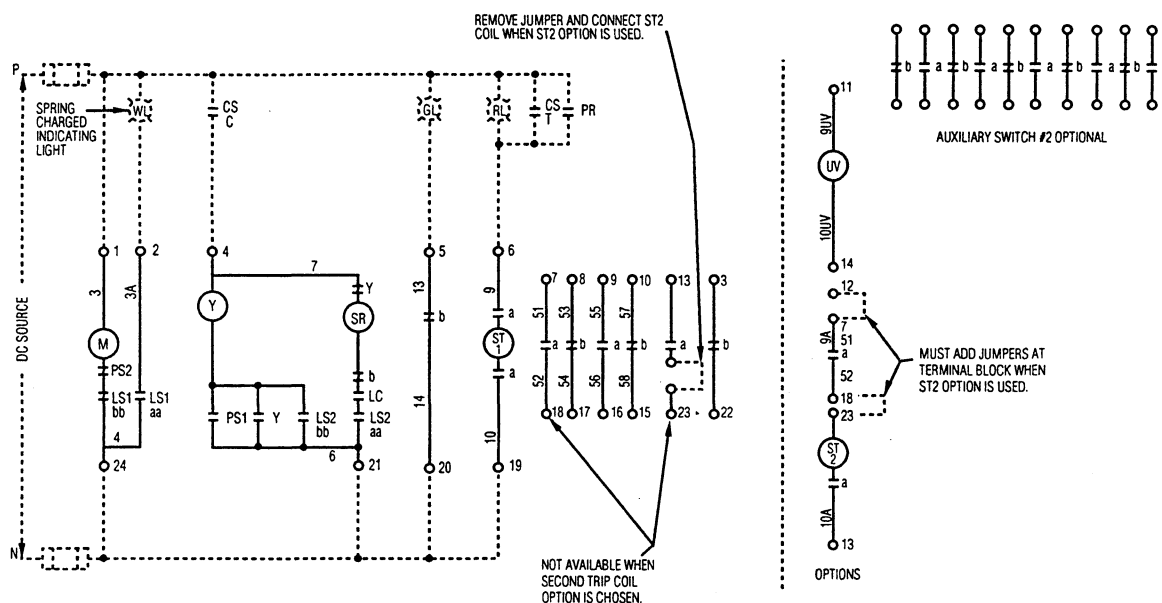 REMOVE JUMPER AND CONNECT ST2
COIL WHEN ST2 OPTION IS USED.
P
SPRING
CHARGED
INDICATING
LIGHT
WL
CS
C
GL
RL
CS
T
PR
DC SOURCE
1
2
4
5
6
3
3A
7
Y
Y
SR
13
b
9
a
ST
1
a
M
PS2
LS1
bb
LS1
aa
4
PS1
Y
LS2
bb
b
LC
LS2
aa
6
14
10
24
21
20
19
N
7
8
9
10
13
3
51
53
55
57
a
b
a
b
a
b
52
54
56
58
18
17
16
15
23
22
NOT AVAILABLE WHEN
SECOND TRIP COIL
OPTION IS CHOSEN.
b
a
b
a
b
a
b
a
b
a
AUXILIARY SWITCH #2 OPTIONAL
11
9UV
UV
10UV
14
12
7
9A
51
a
52
18
23
MUST ADD JUMPERS AT
TERMINAL BLOCK WHEN
ST2 OPTION IS USED.
ST
2
a
10A
13
OPTIONS